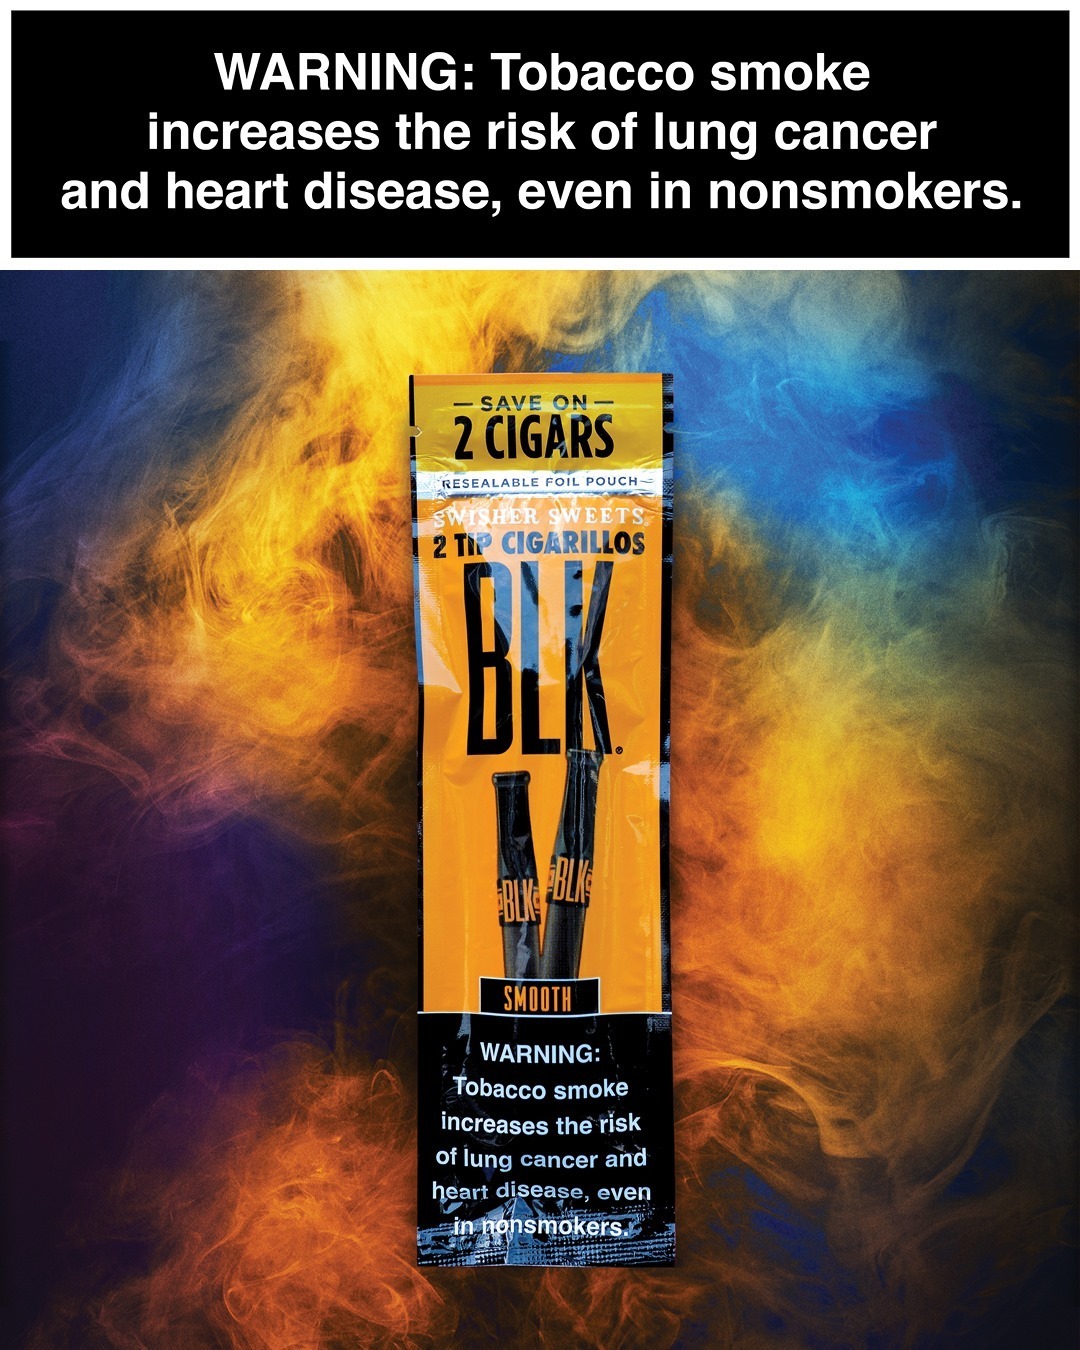 WARNING: Tobacco smoke
increases the risk of lung cancer
and heart disease, even in nonsmokers.
— SAVE ON —
2 CIGARS
RESEALABLE FOIL POUCH
SWISHER SWEETS®
2 TIP CIGARILLOS
BLK®
BLK
BLK
SMOOTH
WARNING:
Tobacco smoke
increases the risk
of lung cancer and
heart disease, even
in nonsmokers.